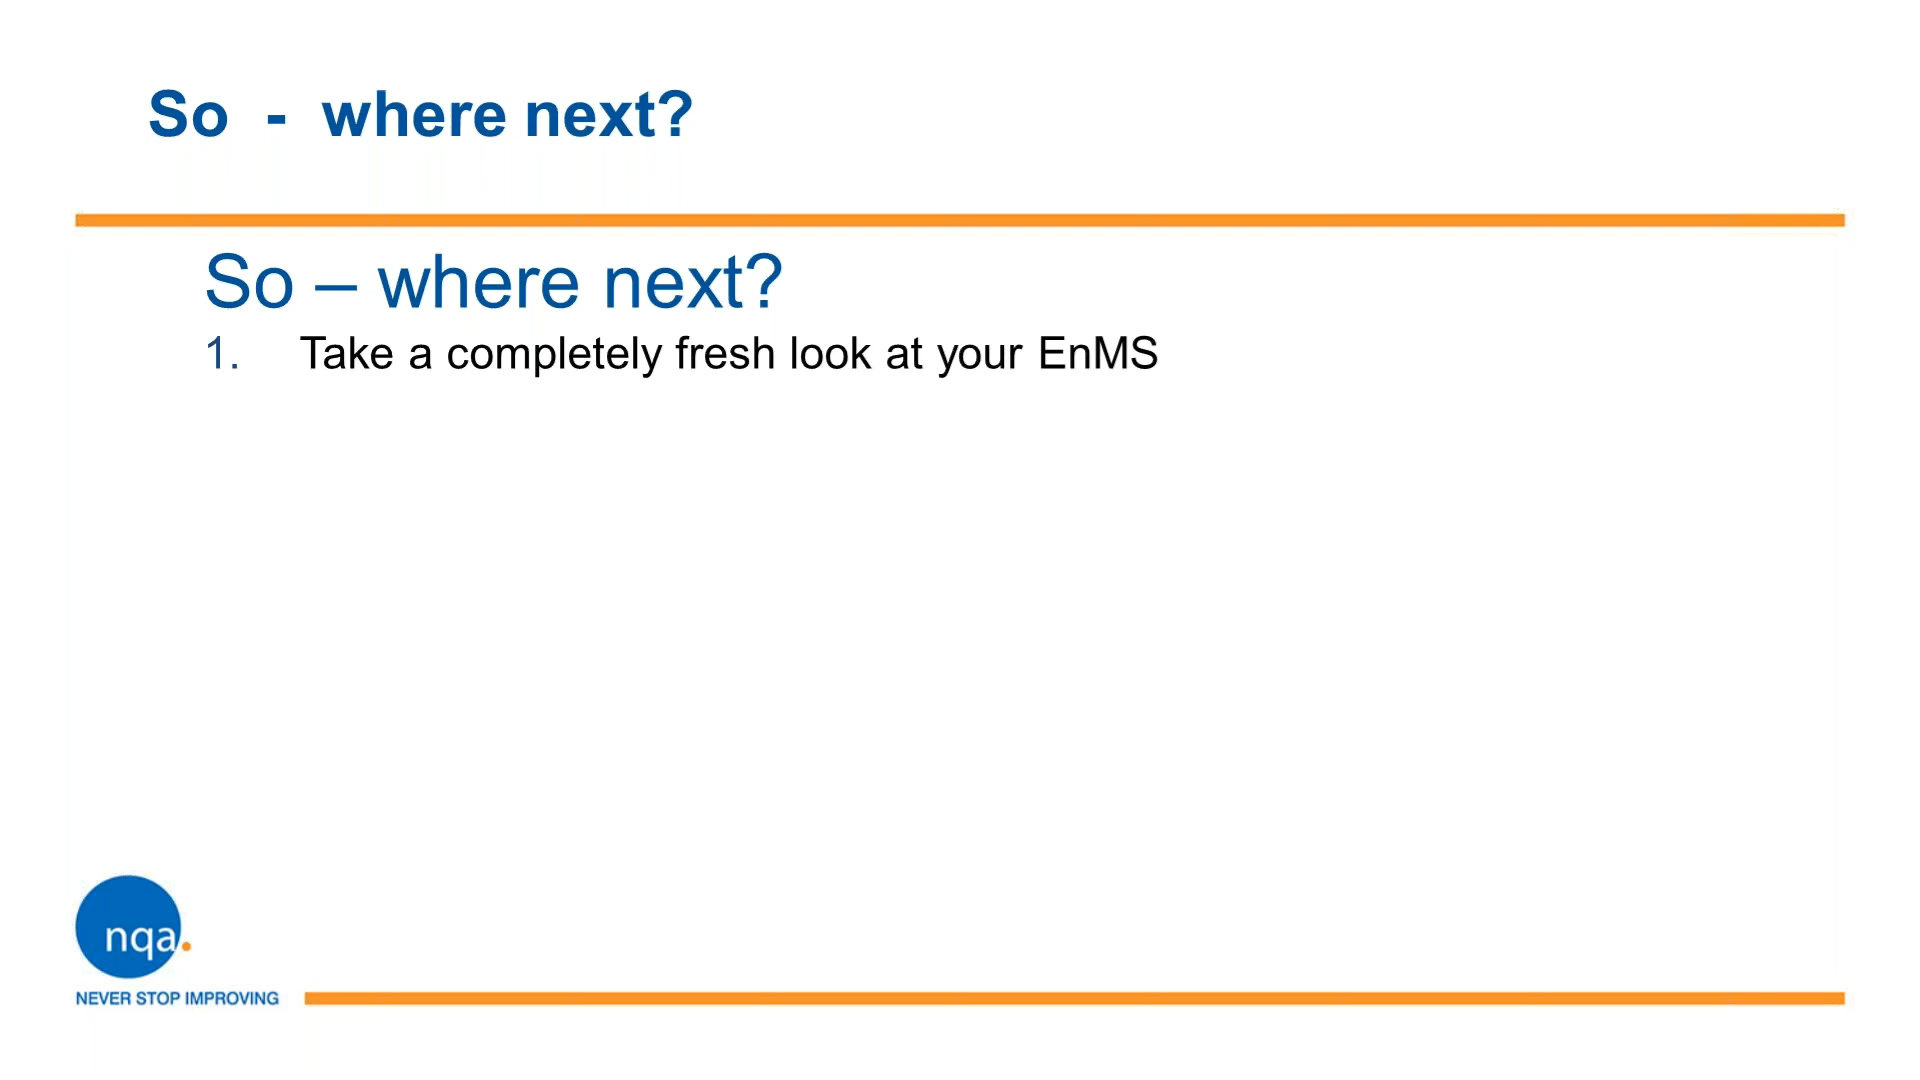 So - where next?
So – where next?
1. Take a completely fresh look at your EnMS
nqa.
NEVER STOP IMPROVING